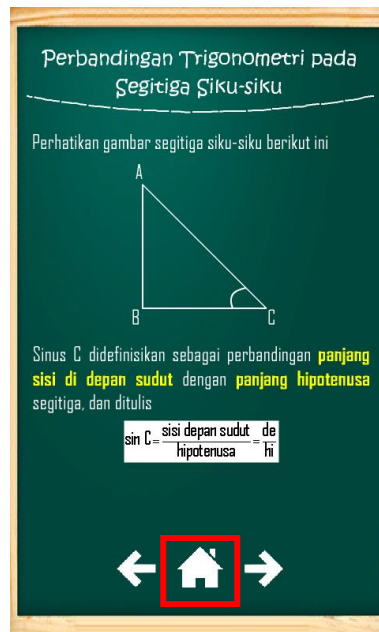 Perbandingan Trigonometri pada
Segitiga Siku-siku
Perhatikan gambar segitiga siku-siku berikut ini
A
B
C
Sinus C didefinisikan sebagai perbandingan panjang
sisi di depan sudut dengan panjang hipotenusa
segitiga, dan ditulis
sin C = sisi depan sudut / hipotenusa = de / hi